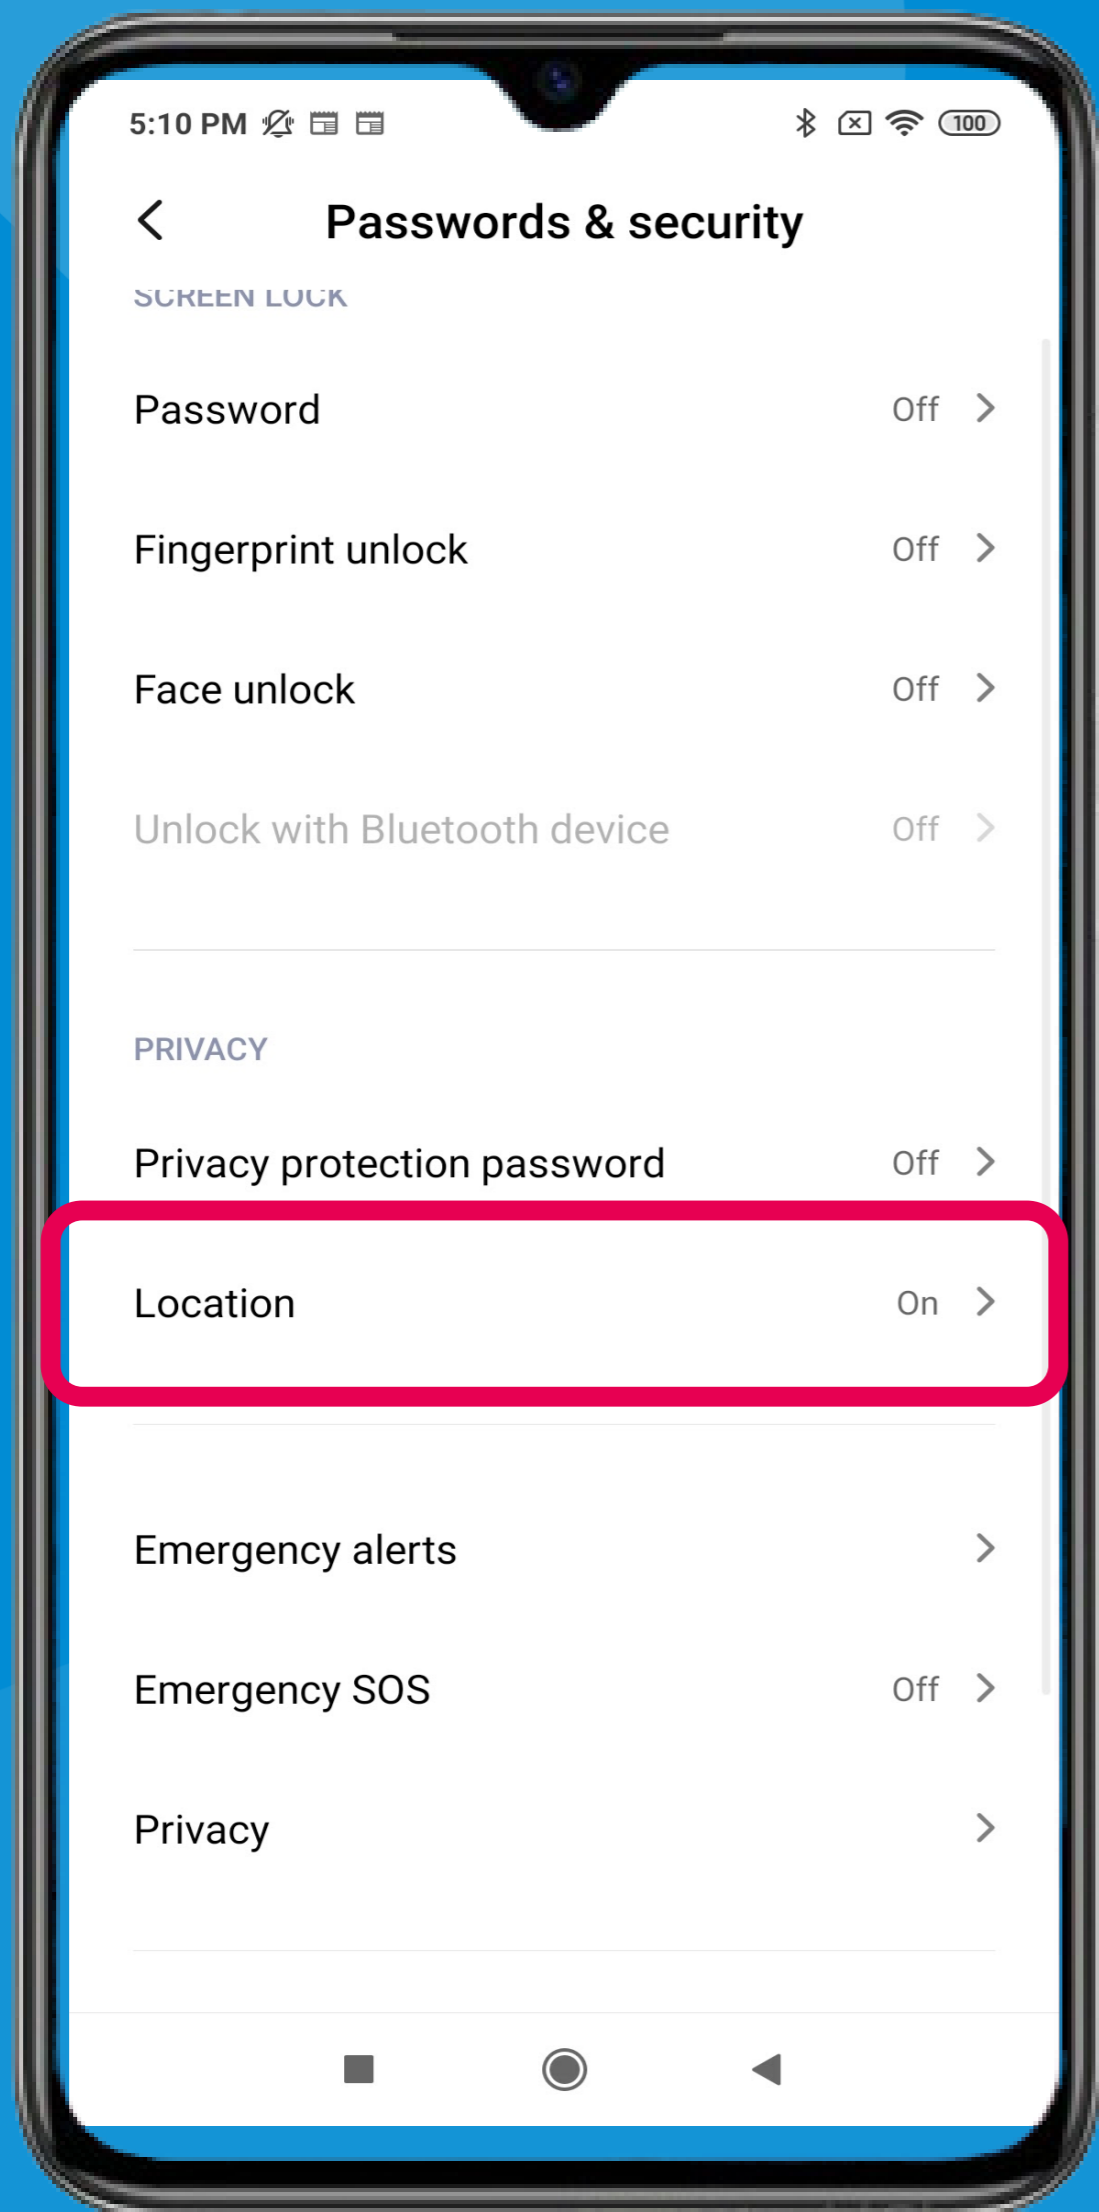 5:10 PM
100
Passwords & security
SCREEN LOCK
Password Off
Fingerprint unlock Off
Face unlock Off
Unlock with Bluetooth device Off
PRIVACY
Privacy protection password Off
Location On
Emergency alerts
Emergency SOS Off
Privacy